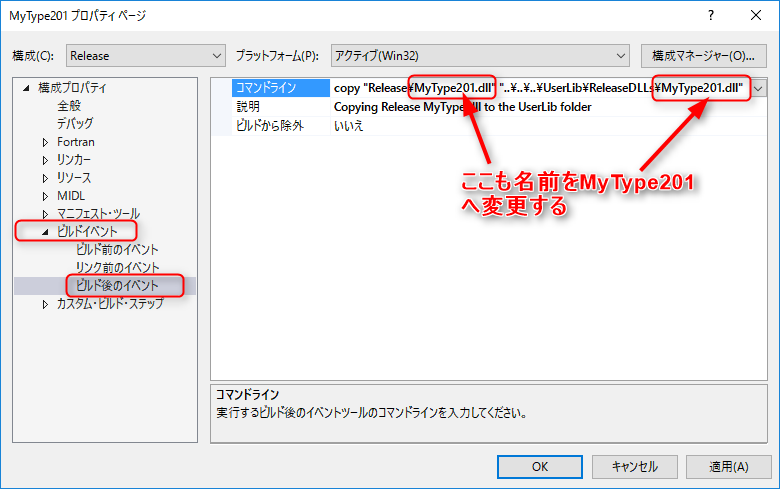 MyType201 プロパティ ページ
構成(C): Release プラットフォーム(P): アクティブ(Win32) 構成マネージャー(O)...
構成プロパティ
全般
デバッグ
Fortran
リンカー
リソース
MIDL
マニフェスト・ツール
ビルドイベント
ビルド前のイベント
リンク前のイベント
ビルド後のイベント
カスタム・ビルド・ステップ
コマンドライン copy "Release¥MyType201.dll" "..¥..¥..¥UserLib¥ReleaseDLLs¥MyType201.dll"
説明 Copying Release MyType dll to the UserLib folder
ビルドから除外 いいえ
ここも名前をMyType201
へ変更する
コマンドライン
実行するビルド後のイベントツールのコマンドラインを入力してください。
OK キャンセル 適用(A)